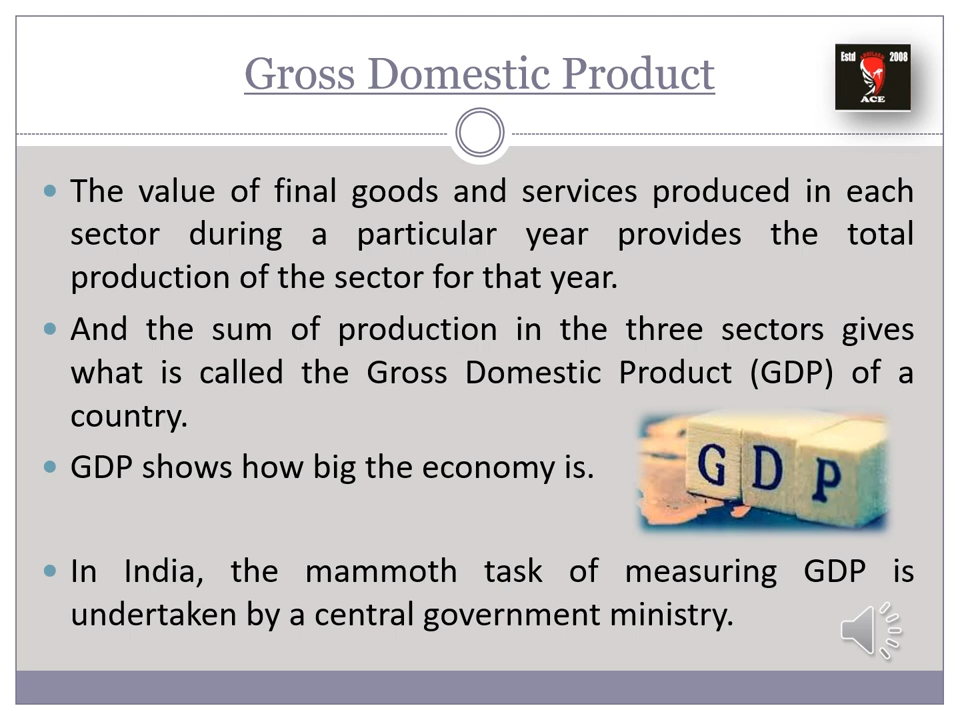 Gross Domestic Product
Estd 2008
ACE
The value of final goods and services produced in each
sector during a particular year provides the total
production of the sector for that year.
And the sum of production in the three sectors gives
what is called the Gross Domestic Product (GDP) of a
country.
GDP shows how big the economy is.
G D P
In India, the mammoth task of measuring GDP is
undertaken by a central government ministry.